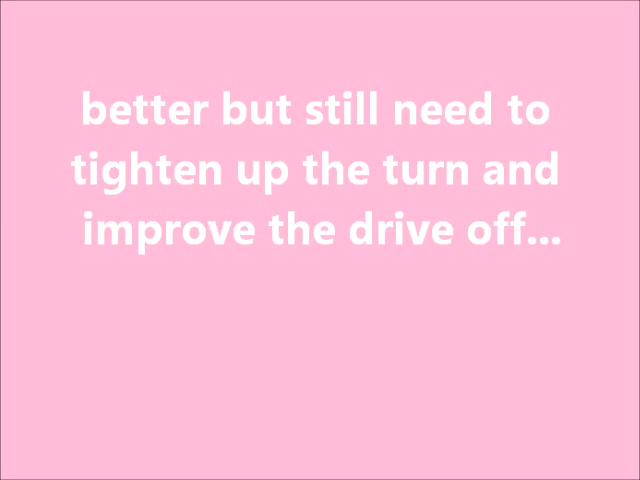 better but still need to
tighten up the turn and
improve the drive off...